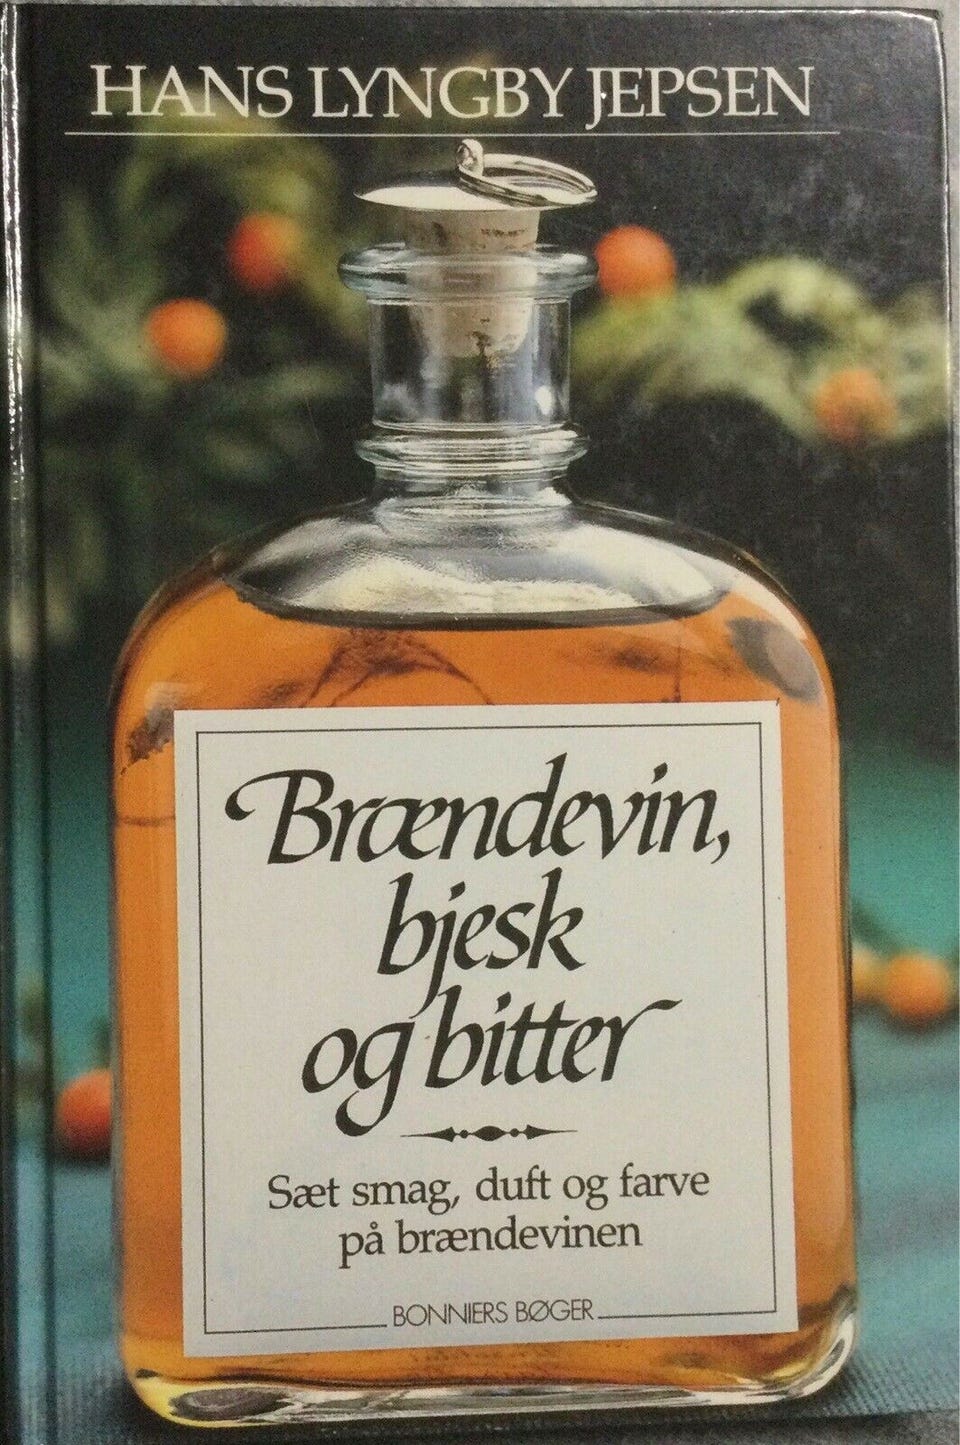 HANS LYNGBY JEPSEN
Brændevin,
bjesk
og bitter
Sæt smag, duft og farve
på brændevinen
BONNIERS BØGER